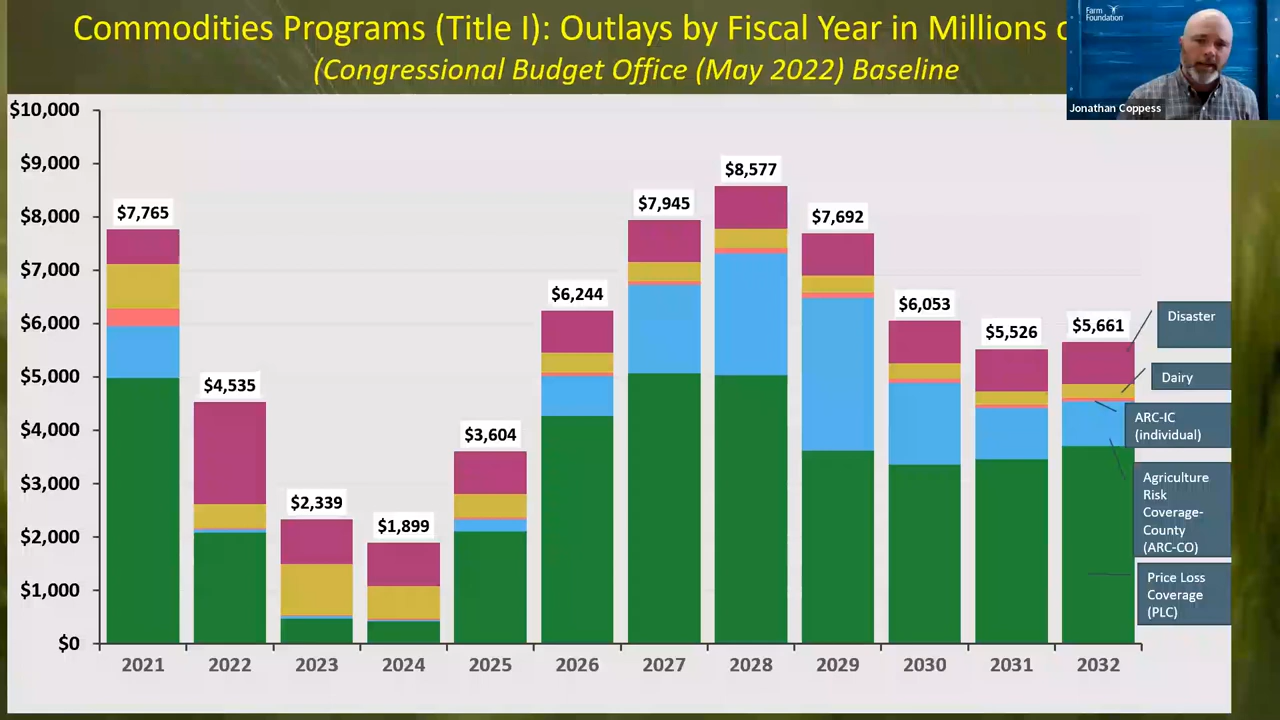 Commodities Programs (Title I): Outlays by Fiscal Year in Millions
(Congressional Budget Office (May 2022) Baseline
Farm
Foundation
Jonathan Coppess
$10,000
$9,000
$8,000
$7,000
$6,000
$5,000
$4,000
$3,000
$2,000
$1,000
$0
$7,765
$4,535
$2,339
$1,899
$3,604
$6,244
$7,945
$8,577
$7,692
$6,053
$5,526
$5,661
Disaster
Dairy
ARC-IC
(individual)
Agriculture
Risk
Coverage-
County
(ARC-CO)
Price Loss
Coverage
(PLC)
2021 2022 2023 2024 2025 2026 2027 2028 2029 2030 2031 2032